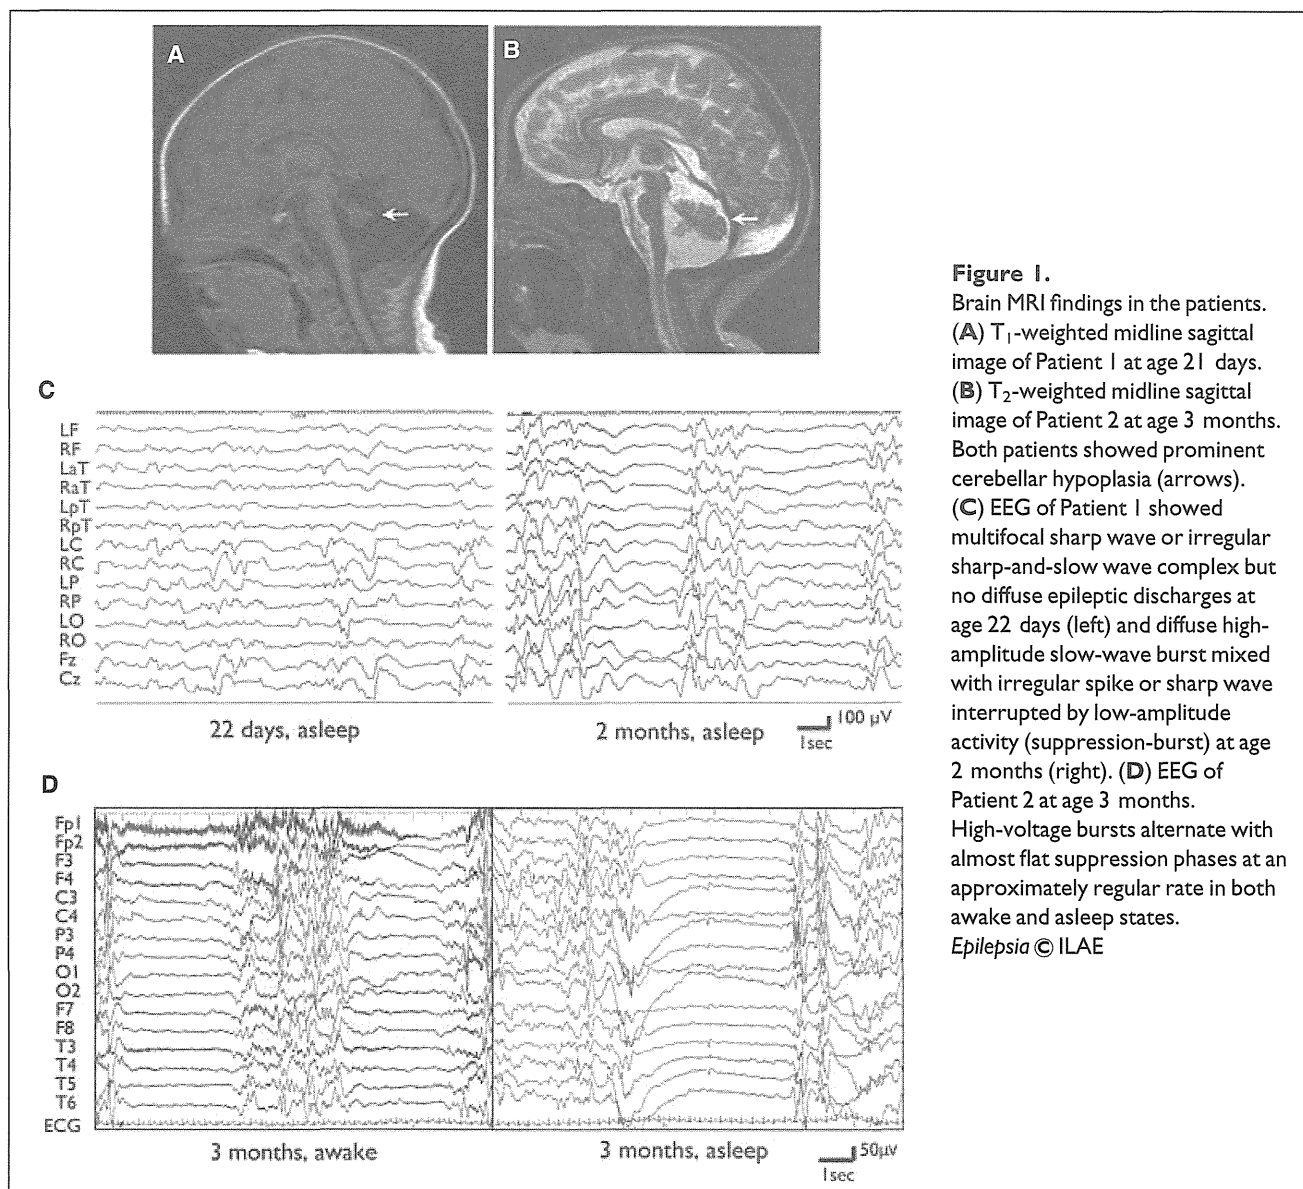 A
B
C
LF
RF
LaT
RaT
LpT
RpT
LC
RC
LP
RP
LO
RO
Fz
Cz
22 days, asleep
2 months, asleep
100 μV
1sec
D
Fp1
Fp2
F3
F4
C3
C4
P3
P4
O1
O2
F7
F8
T3
T4
T5
T6
ECG
3 months, awake
3 months, asleep
50μV
1sec
Figure 1.
Brain MRI findings in the patients.
(A) T1-weighted midline sagittal
image of Patient 1 at age 21 days.
(B) T2-weighted midline sagittal
image of Patient 2 at age 3 months.
Both patients showed prominent
cerebellar hypoplasia (arrows).
(C) EEG of Patient 1 showed
multifocal sharp wave or irregular
sharp-and-slow wave complex but
no diffuse epileptic discharges at
age 22 days (left) and diffuse high-
amplitude slow-wave burst mixed
with irregular spike or sharp wave
interrupted by low-amplitude
activity (suppression-burst) at age
2 months (right). (D) EEG of
Patient 2 at age 3 months.
High-voltage bursts alternate with
almost flat suppression phases at an
approximately regular rate in both
awake and asleep states.
Epilepsia © ILAE